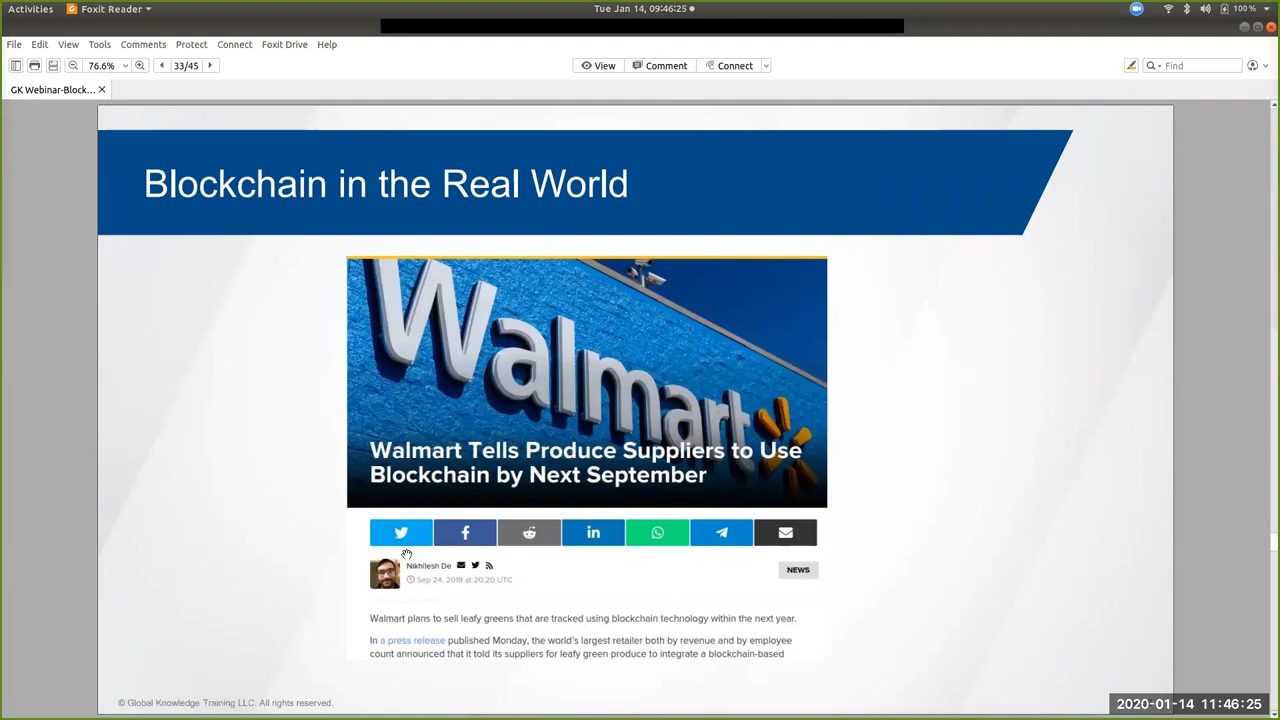 Activities Foxit Reader Tue Jan 14, 09:46:25 100%
File Edit View Tools Comments Protect Connect Foxit Drive Help
76.6% 33/45 View Comment Connect Find
GK Webinar-Block...
Blockchain in the Real World
Walmart
Walmart Tells Produce Suppliers to Use
Blockchain by Next September
Nikhilesh De
Sep 24, 2018 at 20:20 UTC
NEWS
Walmart plans to sell leafy greens that are tracked using blockchain technology within the next year.
In a press release published Monday, the world's largest retailer both by revenue and by employee
count announced that it told its suppliers for leafy green produce to integrate a blockchain-based
© Global Knowledge Training LLC. All rights reserved.
2020-01-14 11:46:25